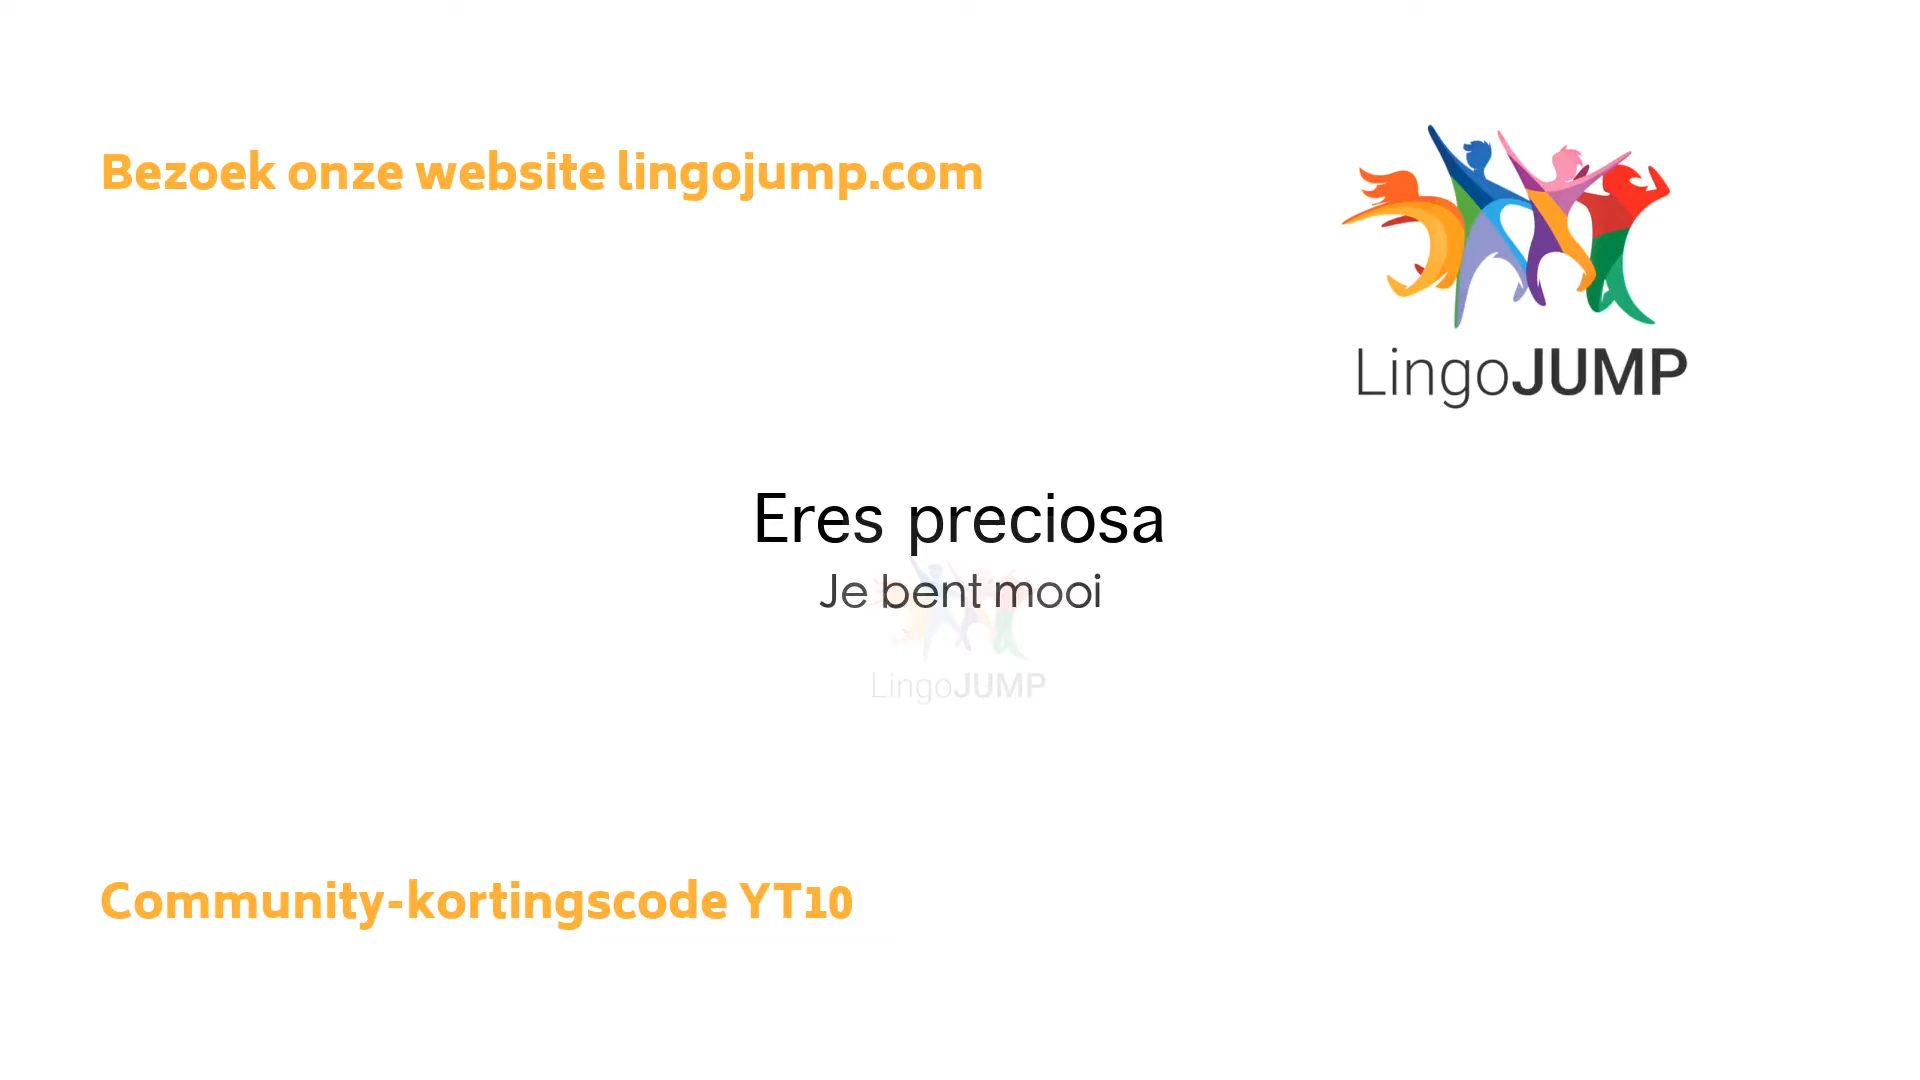 Bezoek onze website lingojump.com
LingoJUMP
Eres preciosa
Je bent mooi
LingoJUMP
Community-kortingscode YT10